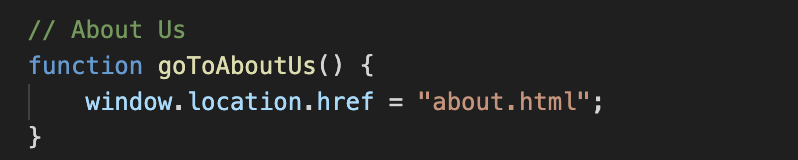 // About Us
function goToAboutUs() {
    window.location.href = "about.html";
}